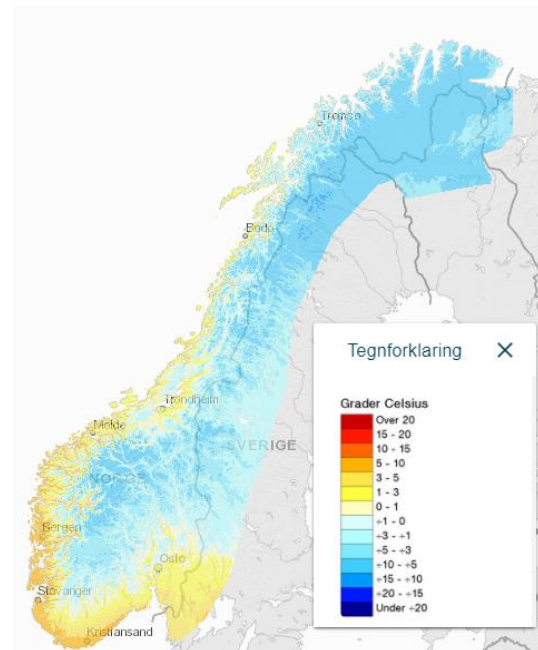 Tromsø
Bodø
Trondheim
Molde
SVERIGE
NORGE
Bergen
Oslo
Stavanger
Kristiansand
Tegnforklaring
Grader Celsius
Over 20
15 - 20
10 - 15
5 - 10
3 - 5
1 - 3
0 - 1
÷1 - 0
÷3 - ÷1
÷5 - ÷3
÷10 - ÷5
÷15 - ÷10
÷20 - ÷15
Under ÷20